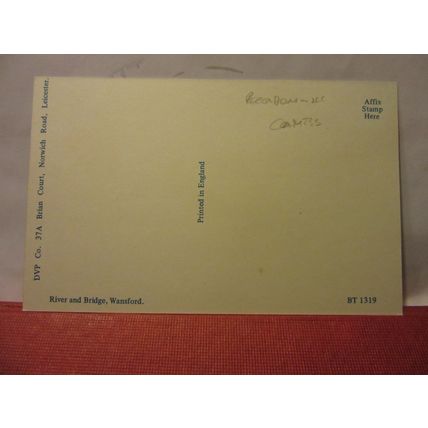 Affix
Stamp
Here
Printed in England
DVP Co. 37A Brian Court, Norwich Road, Leicester.
River and Bridge, Wansford.
BT 1319